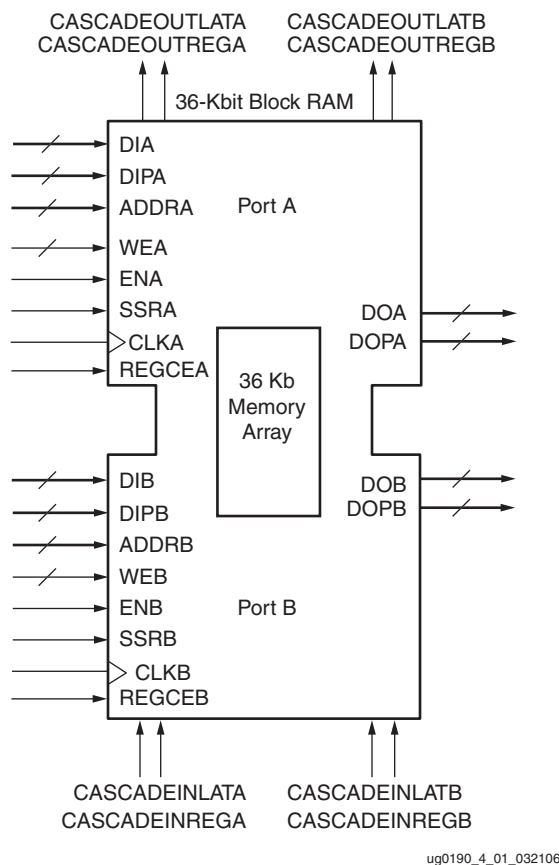 CASCADEOUTLATA CASCADEOUTLATB
CASCADEOUTREGA CASCADEOUTREGB
36-Kbit Block RAM
DIA
DIPA
ADDRA Port A
WEA
ENA
SSRA
DOA
CLKA DOPA
REGCEA
36 Kb
Memory
Array
DIB DOB
DIPB DOPB
ADDRB
WEB
ENB Port B
SSRB
CLKB
REGCEB
CASCADEINLATA CASCADEINLATB
CASCADEINREGA CASCADEINREGB
ug0190_4_01_032106